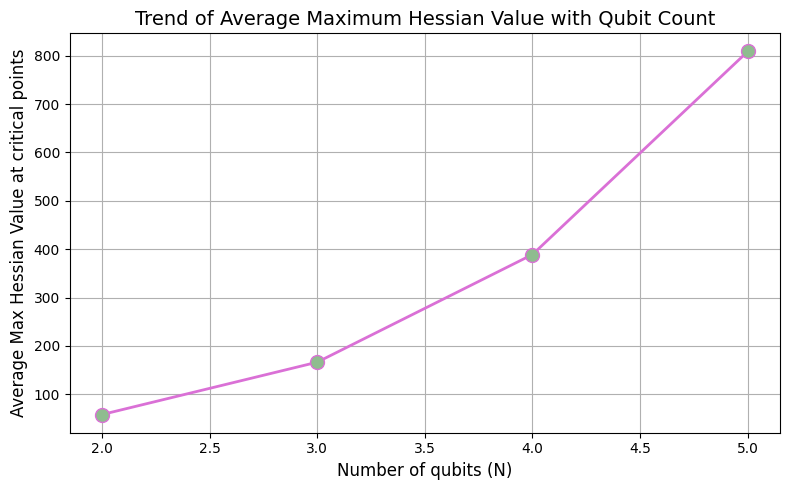 Trend of Average Maximum Hessian Value with Qubit Count
Average Max Hessian Value at critical points
800
700
600
500
400
300
200
100
2.0 2.5 3.0 3.5 4.0 4.5 5.0
Number of qubits (N)